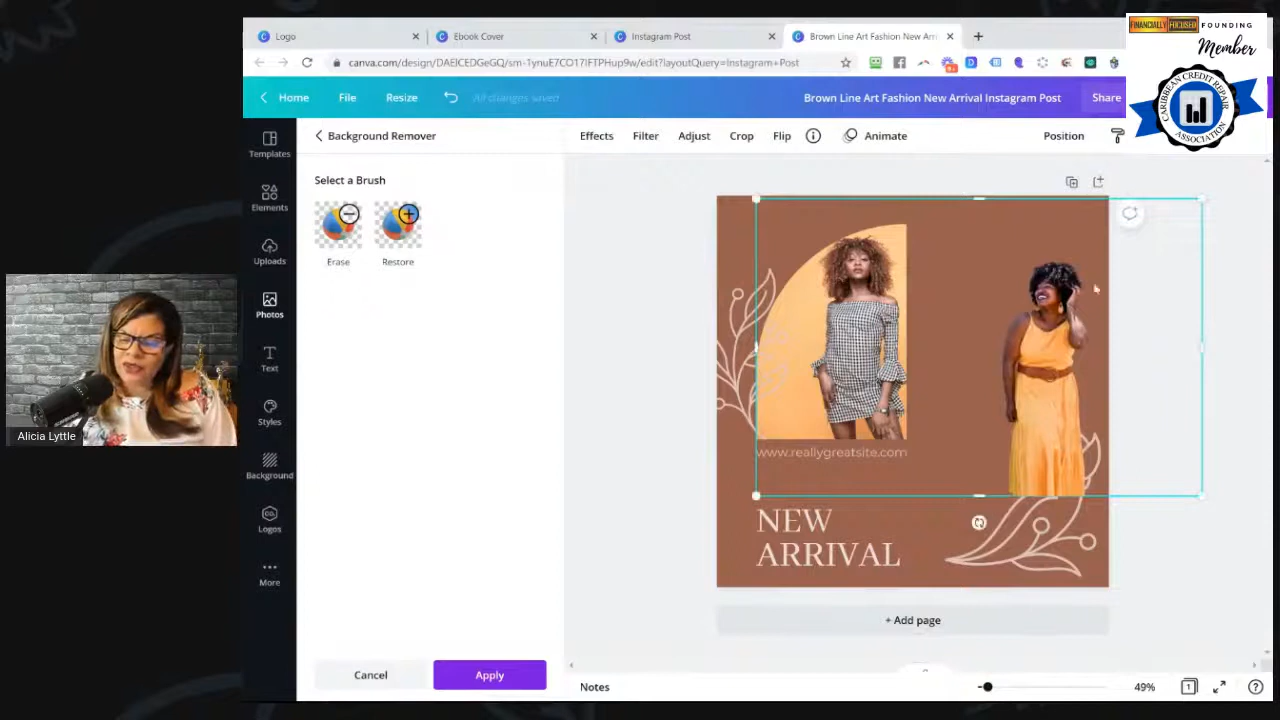 Logo
Ebook Cover
Instagram Post
Brown Line Art Fashion New Arr
FINANCIALLY FOCUSED FOUNDING
Member
CARIBBEAN CREDIT REPAIR ASSOCIATION
canva.com/design/DAEICEDGeGQ/sm-1ynuE7CO17IFTPHup9w/edit?layoutQuery=Instagram+Post
Home
File
Resize
All changes saved
Brown Line Art Fashion New Arrival Instagram Post
Share
Templates
Elements
Uploads
Photos
Text
Styles
Background
Logos
More
Background Remover
Select a Brush
Erase
Restore
Cancel
Apply
Effects
Filter
Adjust
Crop
Flip
Animate
Position
www.reallygreatsite.com
NEW
ARRIVAL
+ Add page
Notes
49%
1
Alicia Lyttle